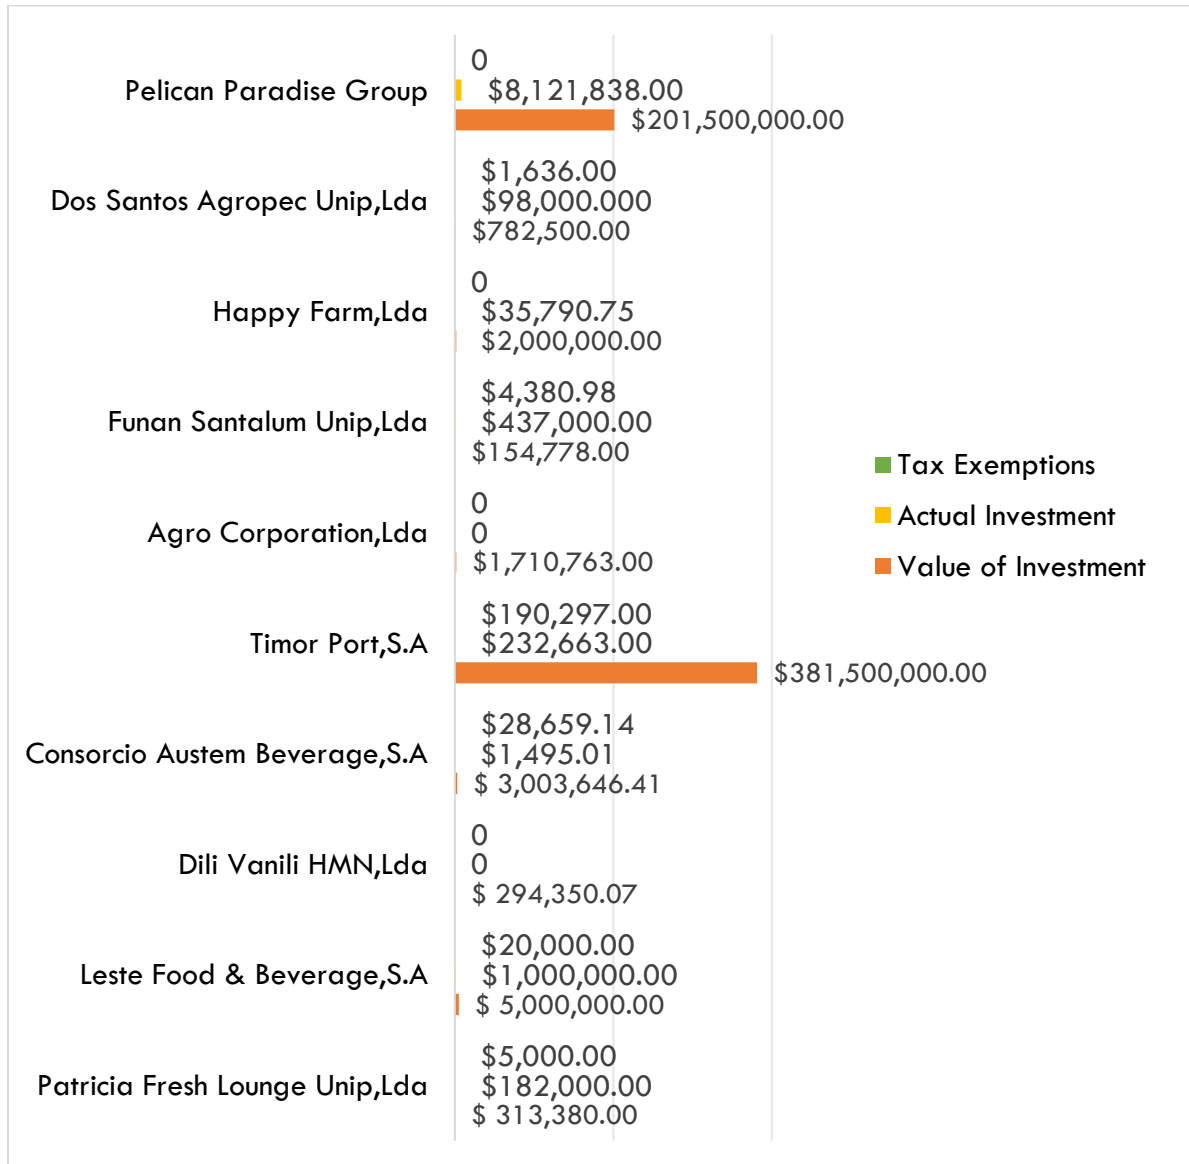 0
Pelican Paradise Group
$8,121,838.00
$201,500,000.00
$1,636.00
Dos Santos Agropec Unip,Lda
$98,000.000
$782,500.00
0
Happy Farm,Lda
$35,790.75
$2,000,000.00
$4,380.98
Funan Santalum Unip,Lda
$437,000.00
$154,778.00
0
Agro Corporation,Lda
0
$1,710,763.00
$190,297.00
Timor Port,S.A
$232,663.00
$381,500,000.00
$28,659.14
Consorcio Austem Beverage,S.A
$1,495.01
$ 3,003,646.41
0
Dili Vanili HMN,Lda
0
$ 294,350.07
$20,000.00
Leste Food & Beverage,S.A
$1,000,000.00
$ 5,000,000.00
$5,000.00
Patricia Fresh Lounge Unip,Lda
$182,000.00
$ 313,380.00
Tax Exemptions
Actual Investment
Value of Investment